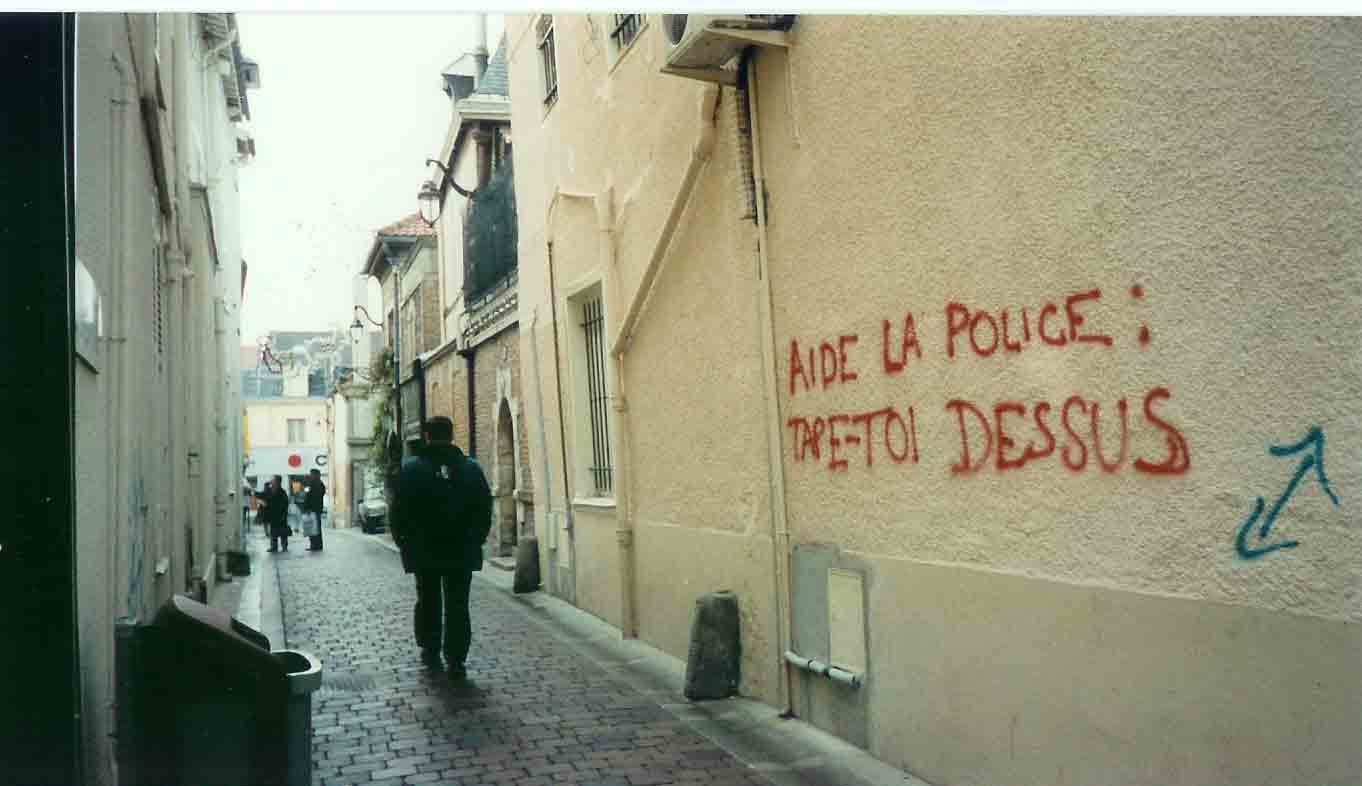 AIDE LA POLICE :
TAPE-TOI DESSUS